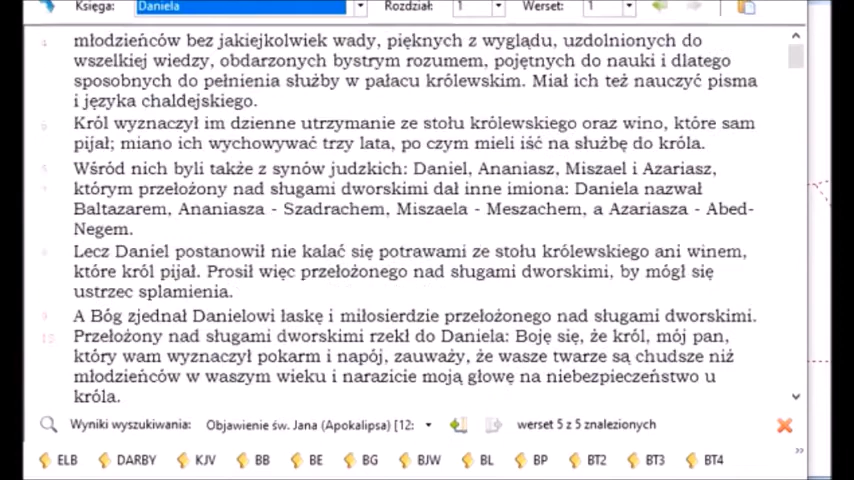 Księga: Daniela Rozdział: 1 Werset: 1
4 młodzieńców bez jakiejkolwiek wady, pięknych z wyglądu, uzdolnionych do
wszelkiej wiedzy, obdarzonych bystrym rozumem, pojętnych do nauki i dlatego
sposobnych do pełnienia służby w pałacu królewskim. Miał ich też nauczyć pisma
i języka chaldejskiego.
5 Król wyznaczył im dzienne utrzymanie ze stołu królewskiego oraz wino, które sam
pijał; miano ich wychowywać trzy lata, po czym mieli iść na służbę do króla.
Wśród nich byli także z synów judzkich: Daniel, Ananiasz, Miszael i Azariasz,
którym przełożony nad sługami dworskimi dał inne imiona: Daniela nazwał
Baltazarem, Ananiasza - Szadrachem, Miszaela - Meszachem, a Azariasza - Abed-
Negem.
Lecz Daniel postanowił nie kalać się potrawami ze stołu królewskiego ani winem,
które król pijał. Prosił więc przełożonego nad sługami dworskimi, by mógł się
ustrzec splamienia.
9 A Bóg zjednał Danielowi łaskę i miłosierdzie przełożonego nad sługami dworskimi.
10 Przełożony nad sługami dworskimi rzekł do Daniela: Boję się, że król, mój pan,
który wam wyznaczył pokarm i napój, zauważy, że wasze twarze są chudsze niż
młodzieńców w waszym wieku i narazicie moją głowę na niebezpieczeństwo u
króla.
Wyniki wyszukiwania: Objawienie św. Jana (Apokalipsa) [12: werset 5 z 5 znalezionych
ELB DARBY KJV BB BE BG BJW BL BP BT2 BT3 BT4